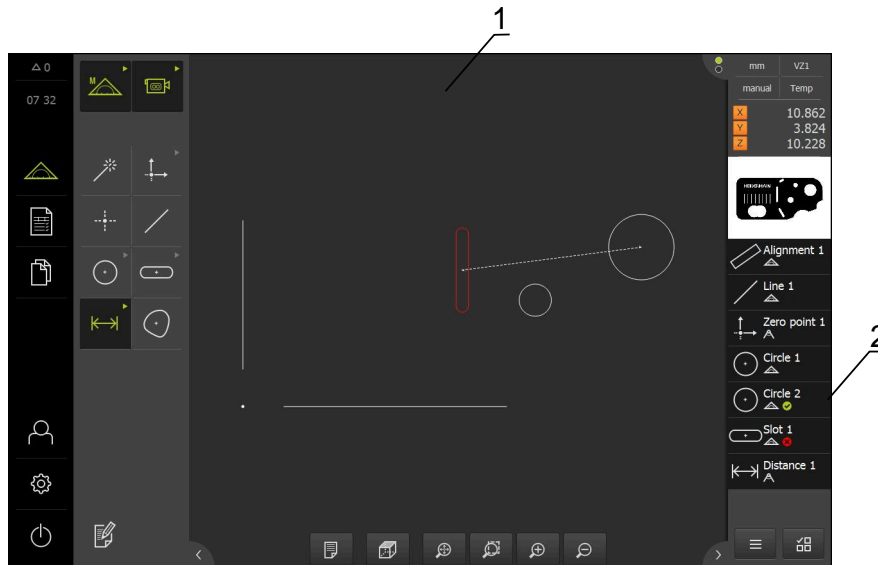 1
△ 0
07 32
M
mm VZ1
manual Temp
X 10.862
Y 3.824
Z 10.228
HEIDENHAIN
Alignment 1
Line 1
Zero point 1
Circle 1
2
Circle 2
Slot 1
Distance 1